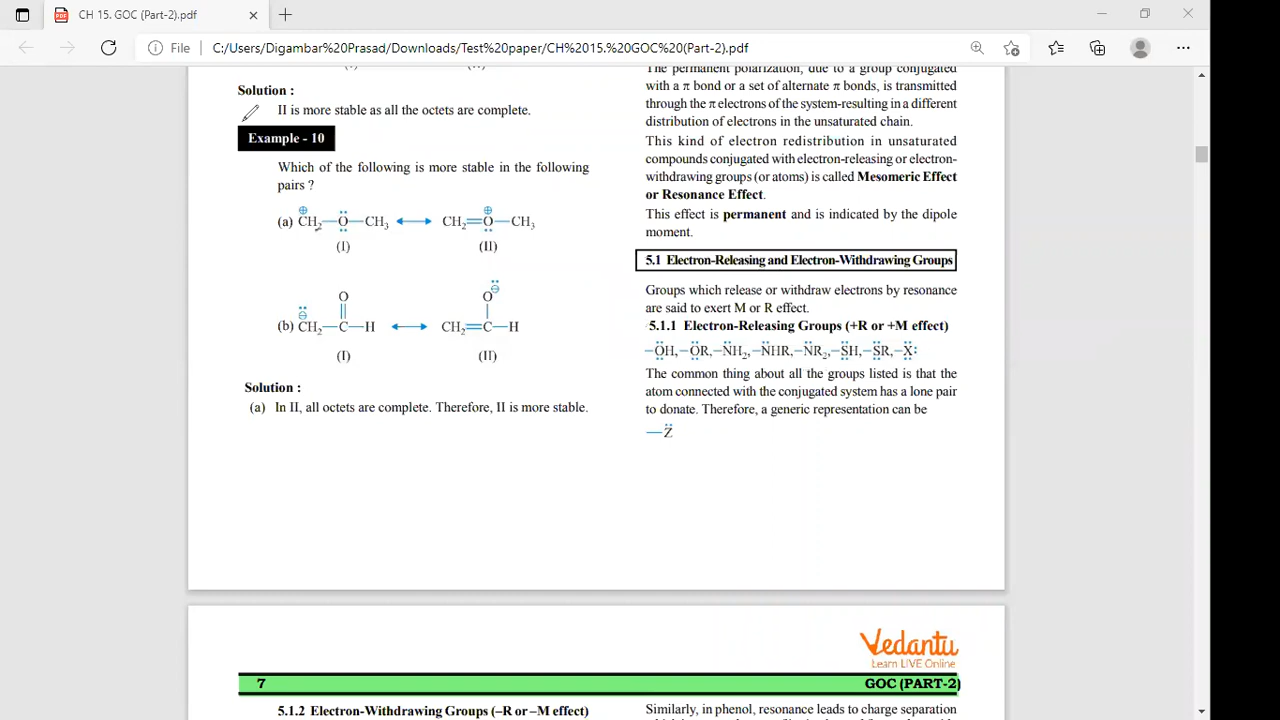 CH 15. GOC (Part-2).pdf
File
C:/Users/Digambar%20Prasad/Downloads/Test%20paper/CH%2015.%20GOC%20(Part-2).pdf
Solution :
II is more stable as all the octets are complete.
Example - 10
Which of the following is more stable in the following
pairs ?
(a) ⊕CH₂—Ö—CH₃ ⟷ CH₂=O⊕—CH₃
(I) (II)
O O⊖
(b) ⊖CH₂—C—H ⟷ CH₂=C—H
(I) (II)
Solution :
(a) In II, all octets are complete. Therefore, II is more stable.
The permanent polarization, due to a group conjugated
with a π bond or a set of alternate π bonds, is transmitted
through the π electrons of the system-resulting in a different
distribution of electrons in the unsaturated chain.
This kind of electron redistribution in unsaturated
compounds conjugated with electron-releasing or electron-
withdrawing groups (or atoms) is called Mesomeric Effect
or Resonance Effect.
This effect is permanent and is indicated by the dipole
moment.
5.1 Electron-Releasing and Electron-Withdrawing Groups
Groups which release or withdraw electrons by resonance
are said to exert M or R effect.
5.1.1 Electron-Releasing Groups (+R or +M effect)
—ÖH, —ÖR, —N̈H₂, —N̈HR, —N̈R₂, —S̈H, —S̈R, —Ẍ:
The common thing about all the groups listed is that the
atom connected with the conjugated system has a lone pair
to donate. Therefore, a generic representation can be
—Z̈
Vedantu
Learn LIVE Online
7 GOC (PART-2)
5.1.2 Electron-Withdrawing Groups (–R or –M effect)
Similarly, in phenol, resonance leads to charge separation